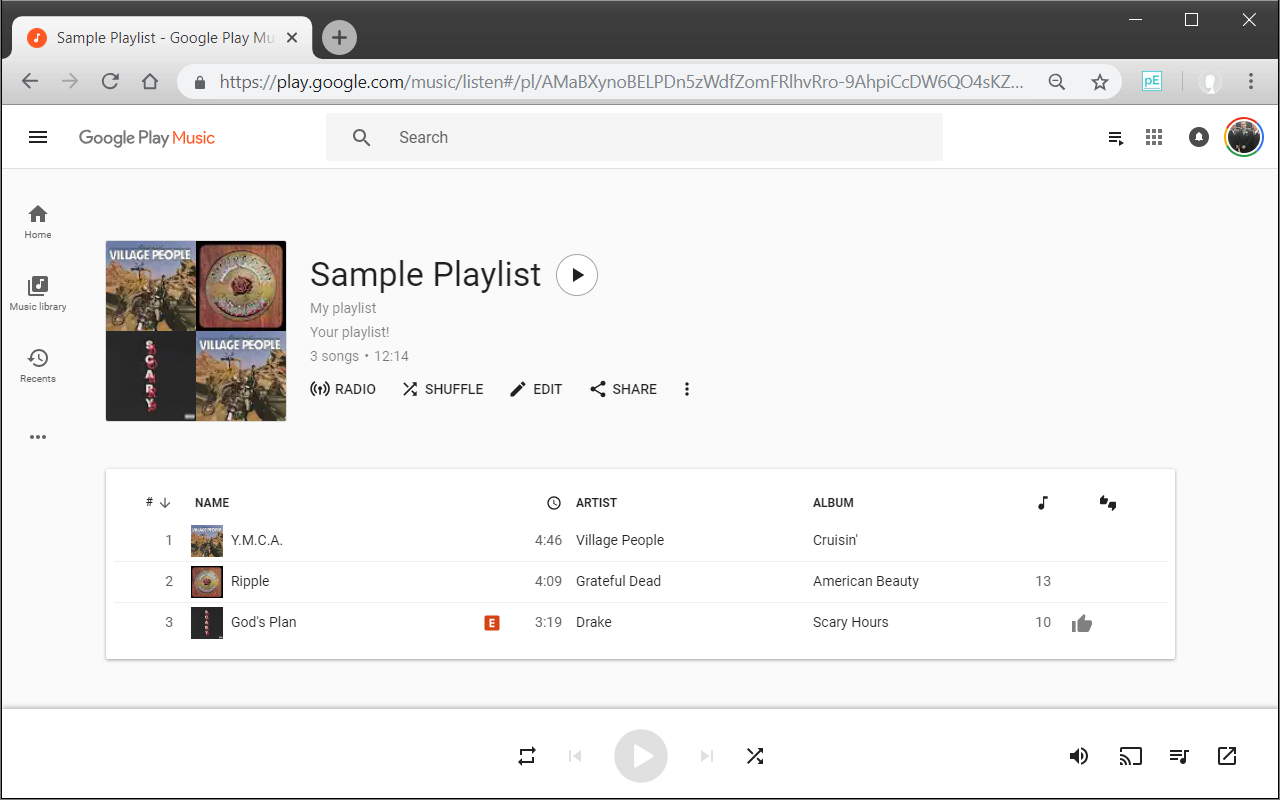 Sample Playlist - Google Play Mu
https://play.google.com/music/listen#/pl/AMaBXynoBELPDn5zWdfZomFRlhvRro-9AhpiCcDW6QO4sKZ...
pE
Google Play Music
Search
Home
Music library
Recents
VILLAGE PEOPLE
SCARY
VILLAGE PEOPLE
Sample Playlist
My playlist
Your playlist!
3 songs • 12:14
RADIO SHUFFLE EDIT SHARE
# NAME ARTIST ALBUM
1 Y.M.C.A. 4:46 Village People Cruisin'
2 Ripple 4:09 Grateful Dead American Beauty 13
3 God's Plan E 3:19 Drake Scary Hours 10